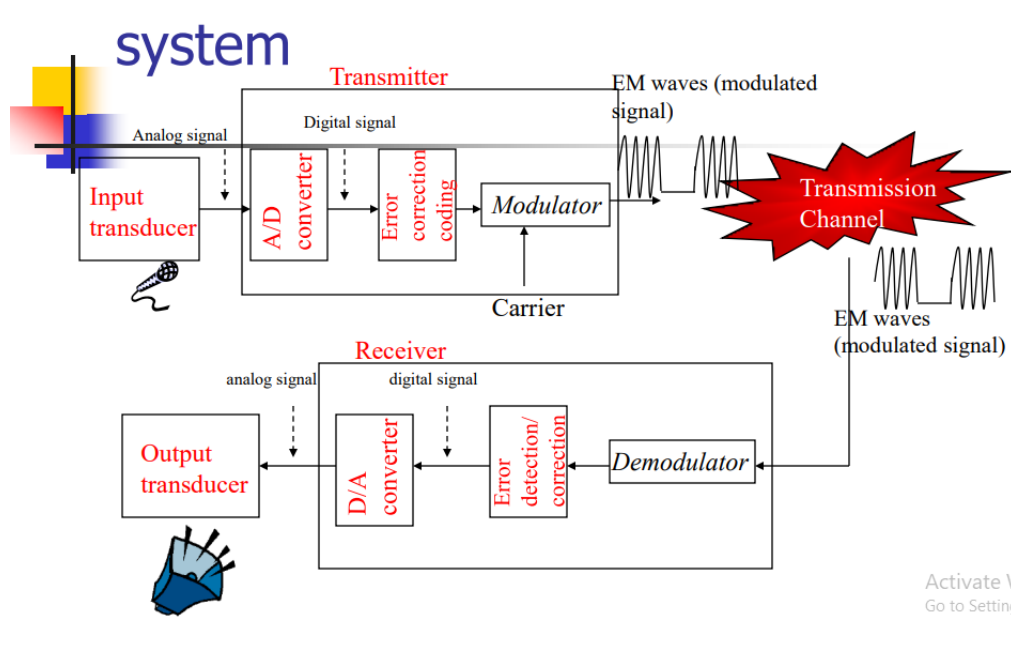 system
Transmitter
EM waves (modulated
signal)
Analog signal
Digital signal
Input
transducer
A/D
converter
Error
correction
coding
Modulator
Transmission
Channel
Carrier
EM waves
(modulated signal)
Receiver
analog signal
digital signal
Output
transducer
D/A
converter
Error
detection/
correction
Demodulator
Activate
Go to Settin